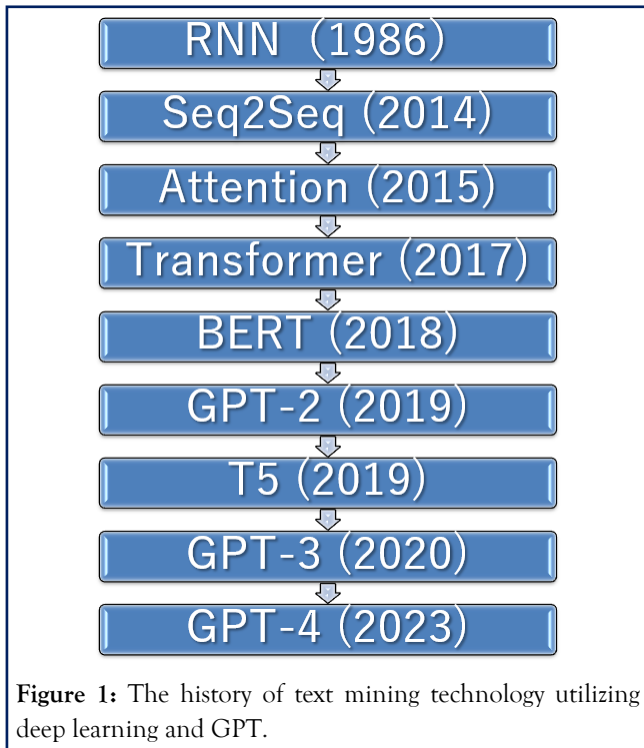 RNN (1986)
Seq2Seq (2014)
Attention (2015)
Transformer (2017)
BERT (2018)
GPT-2 (2019)
T5 (2019)
GPT-3 (2020)
GPT-4 (2023)
Figure 1: The history of text mining technology utilizing
deep learning and GPT.